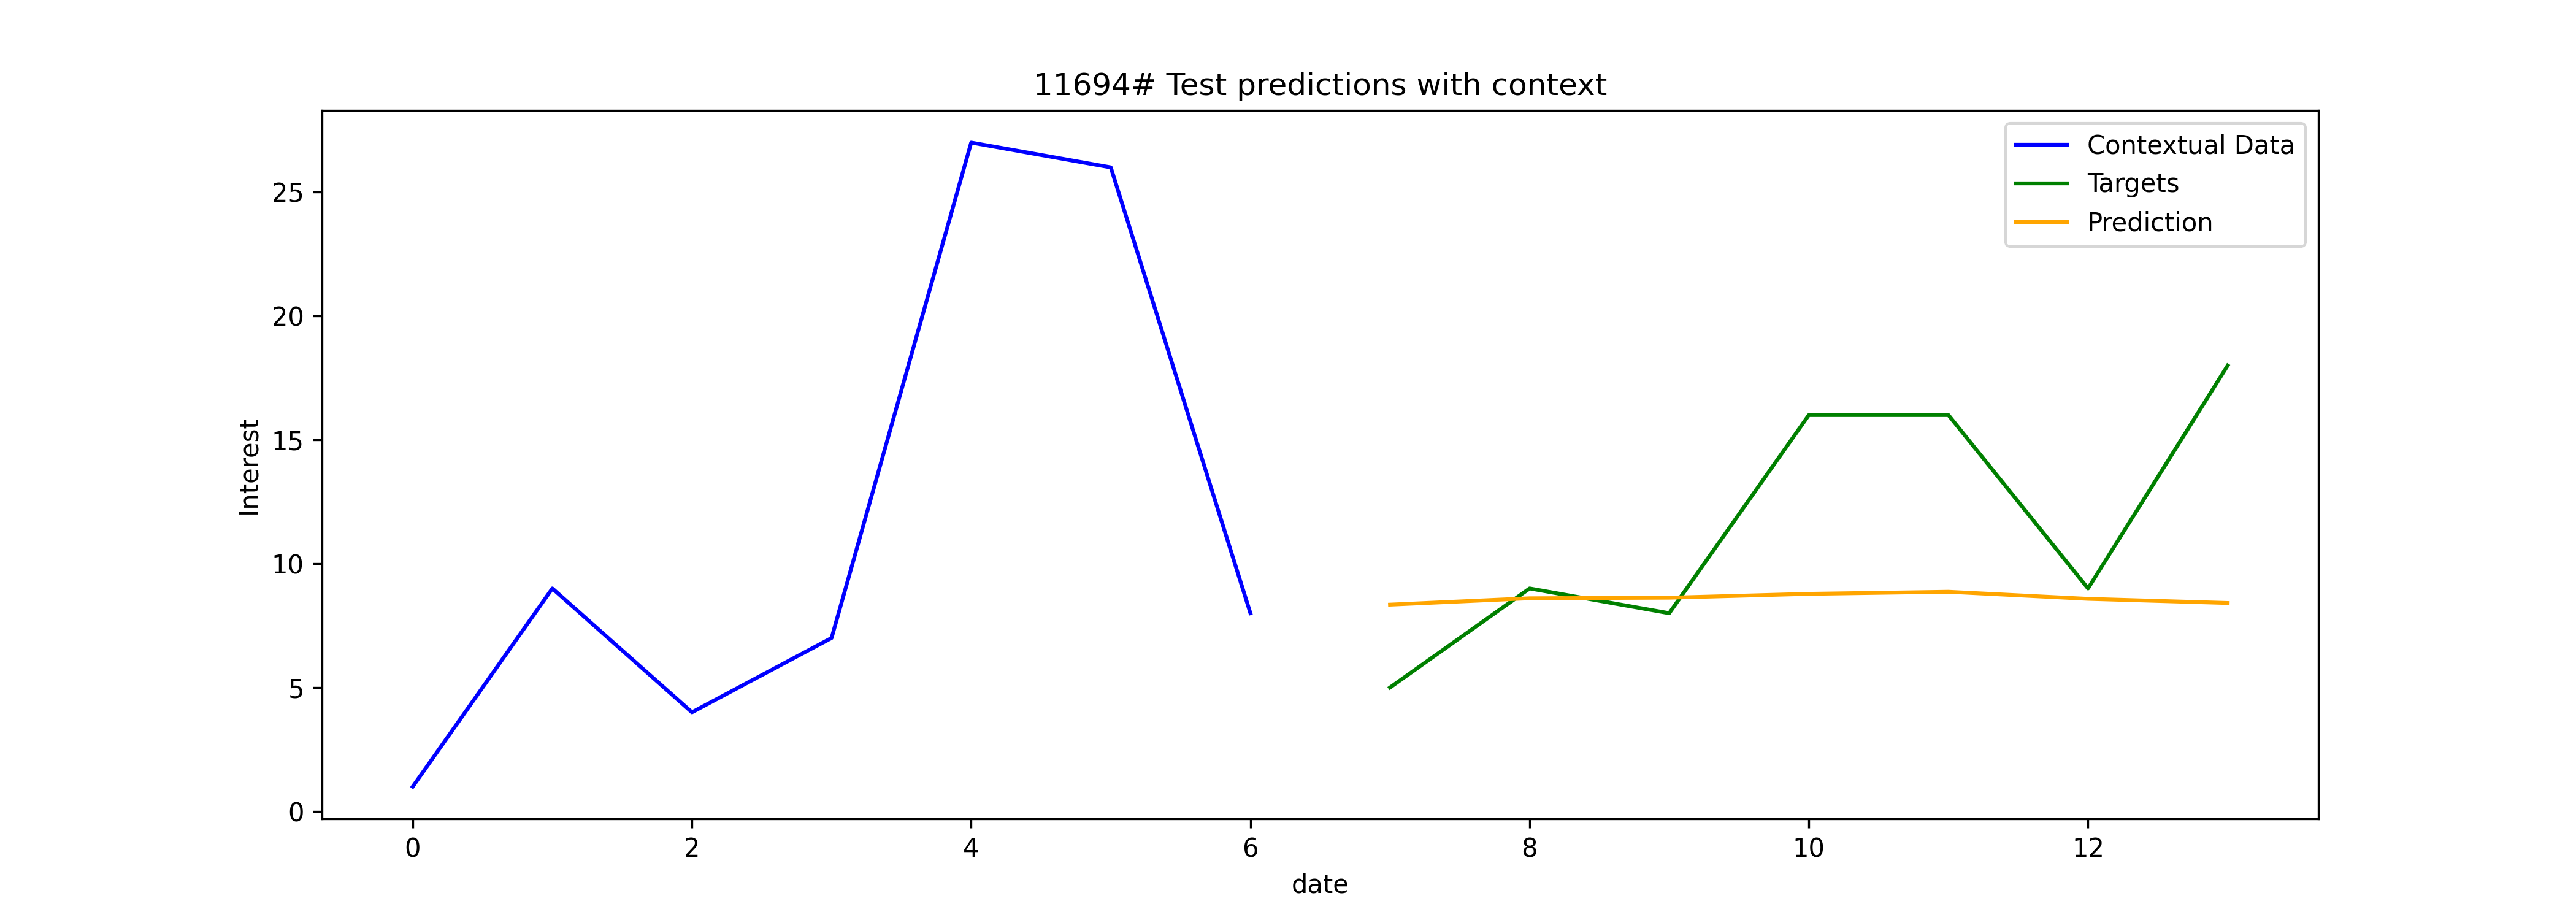 11694# Test predictions with context
Contextual Data
Targets
Prediction
25
20
15
10
5
0
Interest
0 2 4 6 8 10 12
date